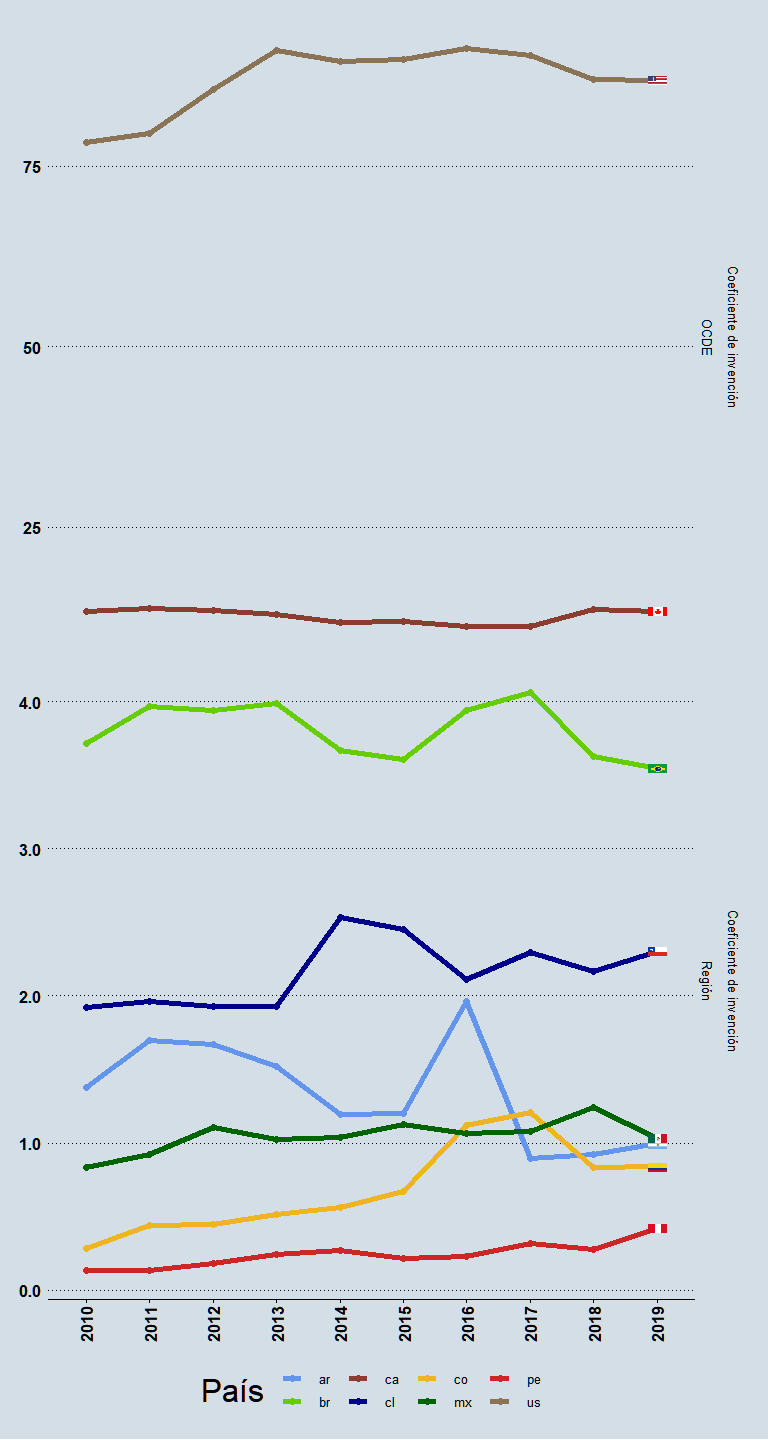 75
50
25
Coeficiente de invención
OCDE
4.0
3.0
2.0
1.0
0.0
Coeficiente de invención
Región
2010 2011 2012 2013 2014 2015 2016 2017 2018 2019
País
ar ca co pe
br cl mx us